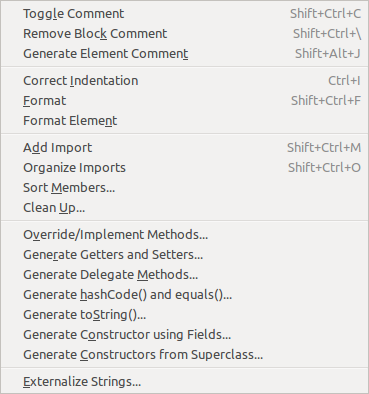 Toggle Comment Shift+Ctrl+C
Remove Block Comment Shift+Ctrl+\
Generate Element Comment Shift+Alt+J
Correct Indentation Ctrl+I
Format Shift+Ctrl+F
Format Element
Add Import Shift+Ctrl+M
Organize Imports Shift+Ctrl+O
Sort Members...
Clean Up...
Override/Implement Methods...
Generate Getters and Setters...
Generate Delegate Methods...
Generate hashCode() and equals()...
Generate toString()...
Generate Constructor using Fields...
Generate Constructors from Superclass...
Externalize Strings...